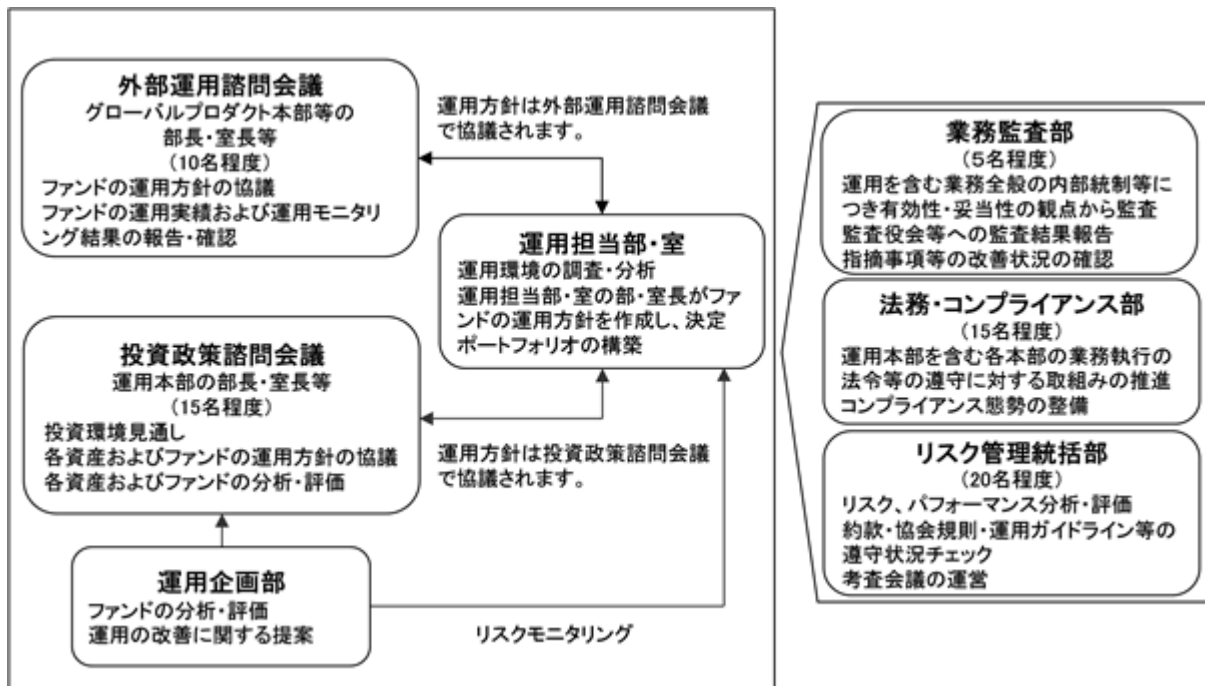 外部運用諮問会議
グローバルプロダクト本部等の
部長・室長等
(10名程度)
ファンドの運用方針の協議
ファンドの運用実績および運用モニタリ
ング結果の報告・確認
運用方針は外部運用諮問会議
で協議されます。
運用担当部・室
運用環境の調査・分析
運用担当部・室の部・室長がファ
ンドの運用方針を作成し、決定
ポートフォリオの構築
投資政策諮問会議
運用本部の部長・室長等
(15名程度)
投資環境見通し
各資産およびファンドの運用方針の協議
各資産およびファンドの分析・評価
運用方針は投資政策諮問会議
で協議されます。
運用企画部
ファンドの分析・評価
運用の改善に関する提案
リスクモニタリング
業務監査部
(5名程度)
運用を含む業務全般の内部統制等に
つき有効性・妥当性の観点から監査
監査役会等への監査結果報告
指摘事項等の改善状況の確認
法務・コンプライアンス部
(15名程度)
運用本部を含む各本部の業務執行の
法令等の遵守に対する取組みの推進
コンプライアンス態勢の整備
リスク管理統括部
(20名程度)
リスク、パフォーマンス分析・評価
約款・協会規則・運用ガイドライン等の
遵守状況チェック
考査会議の運営